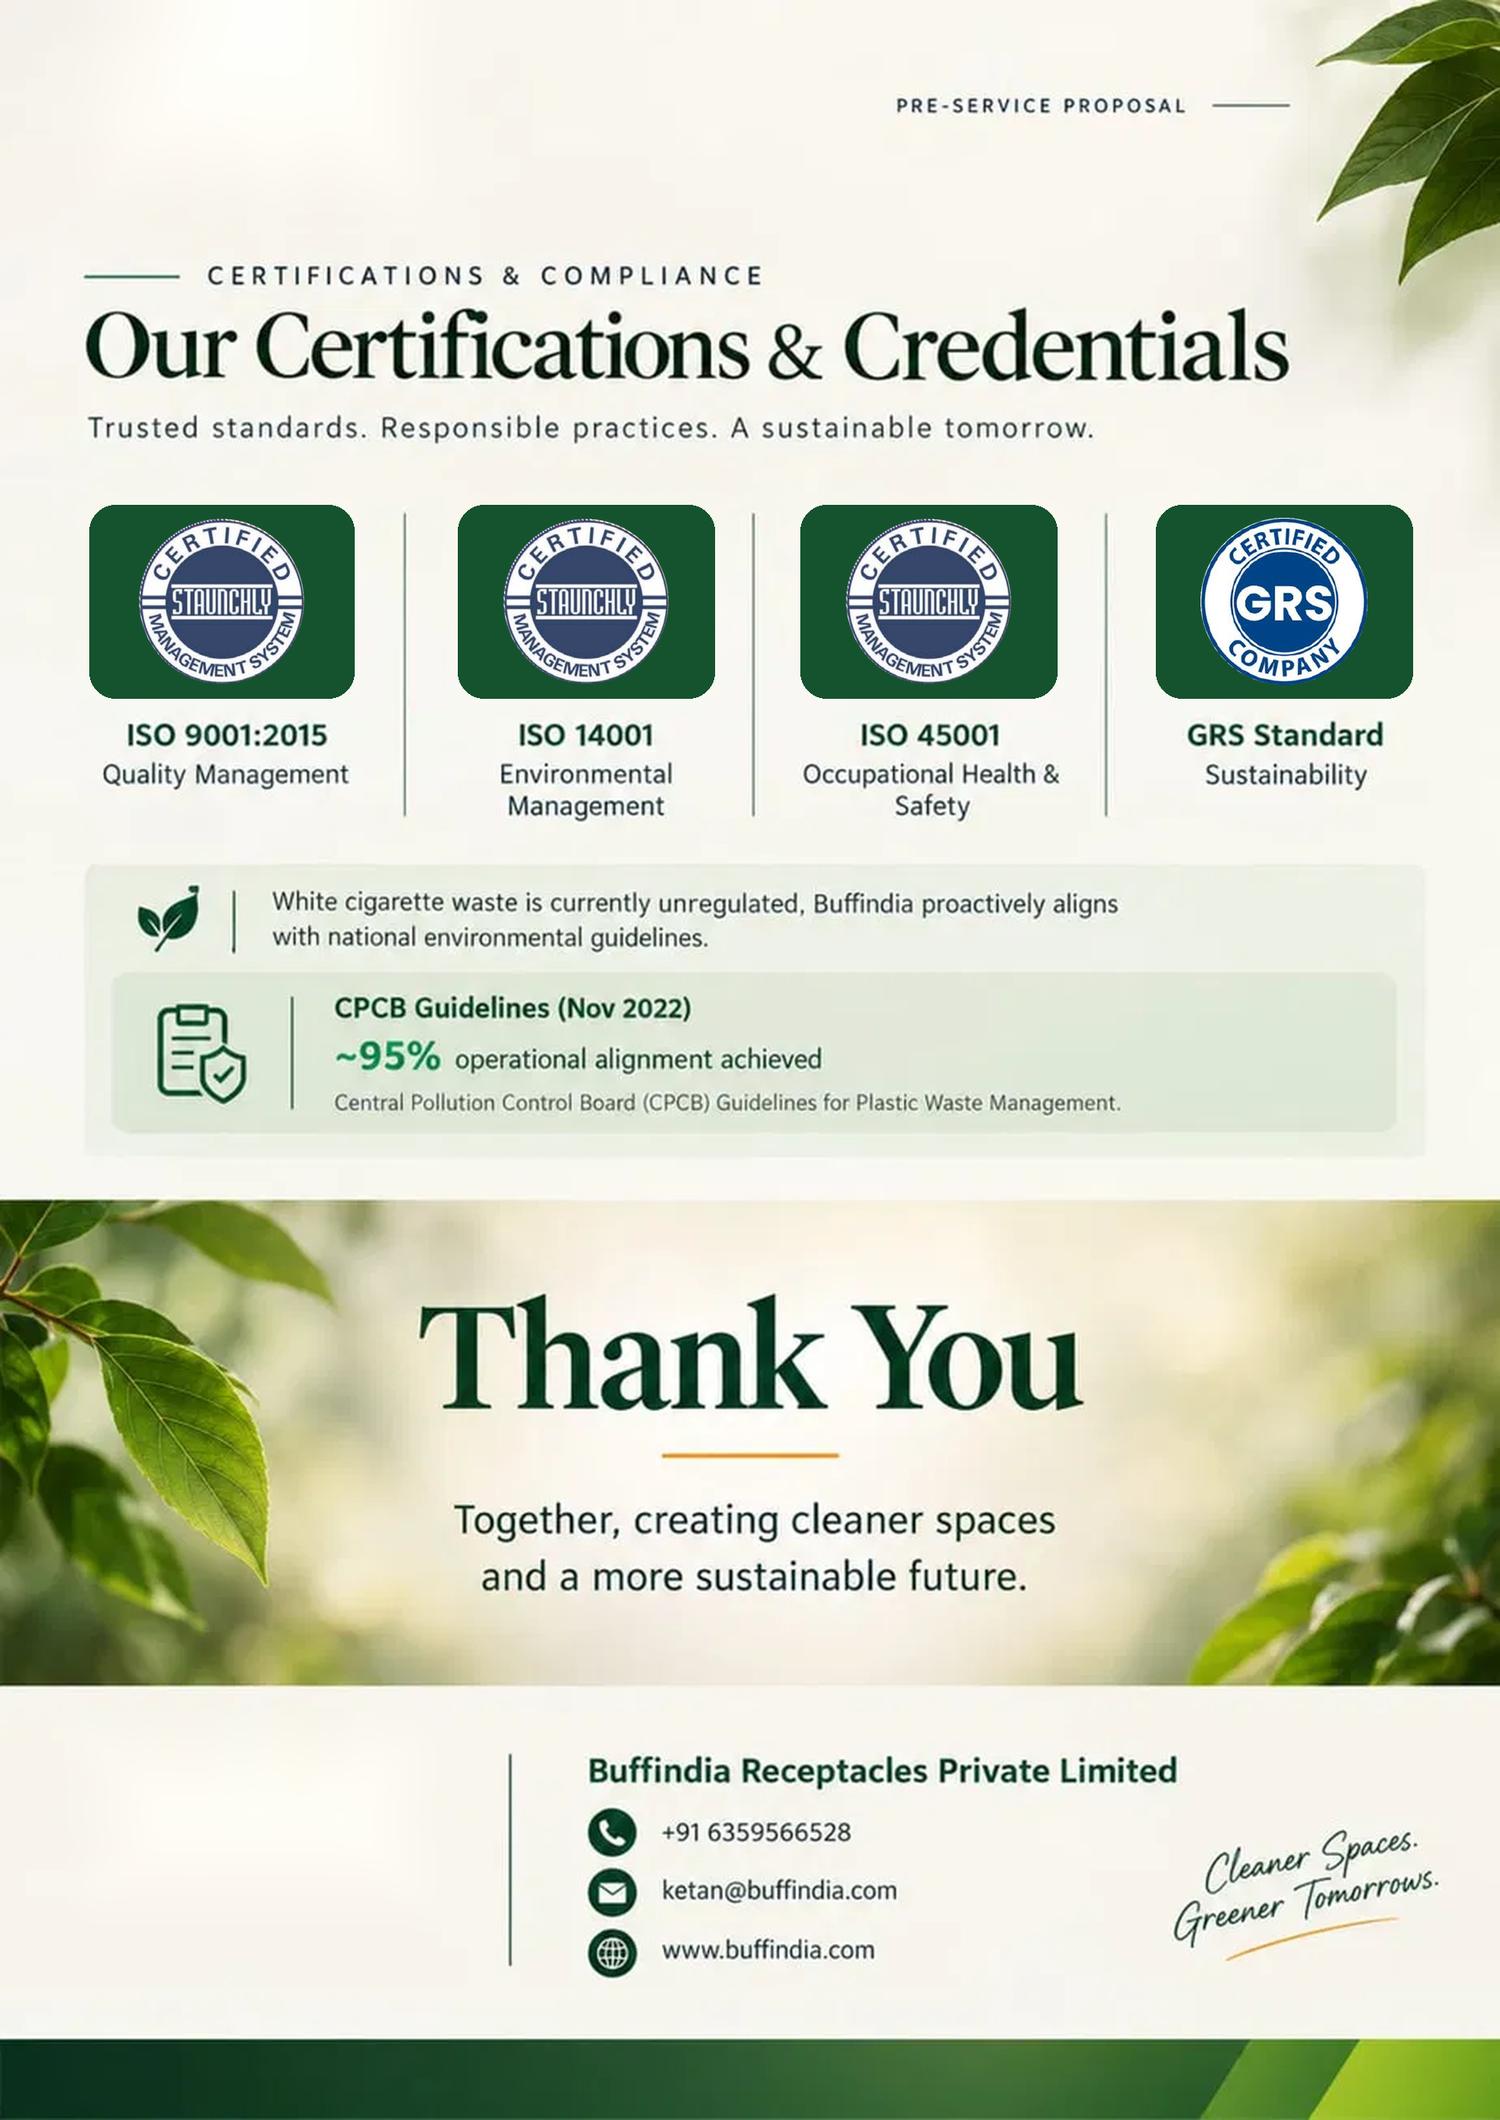 PRE-SERVICE PROPOSAL
CERTIFICATIONS & COMPLIANCE
Our Certifications & Credentials
Trusted standards. Responsible practices. A sustainable tomorrow.
CERTIFIED
STAUNCHLY
MANAGEMENT SYSTEM
ISO 9001:2015
Quality Management
CERTIFIED
STAUNCHLY
MANAGEMENT SYSTEM
ISO 14001
Environmental
Management
CERTIFIED
STAUNCHLY
MANAGEMENT SYSTEM
ISO 45001
Occupational Health &
Safety
CERTIFIED
GRS
COMPANY
GRS Standard
Sustainability
White cigarette waste is currently unregulated, Buffindia proactively aligns
with national environmental guidelines.
CPCB Guidelines (Nov 2022)
~95% operational alignment achieved
Central Pollution Control Board (CPCB) Guidelines for Plastic Waste Management.
Thank You
Together, creating cleaner spaces
and a more sustainable future.
Buffindia Receptacles Private Limited
+91 6359566528
ketan@buffindia.com
www.buffindia.com
Cleaner Spaces.
Greener Tomorrows.